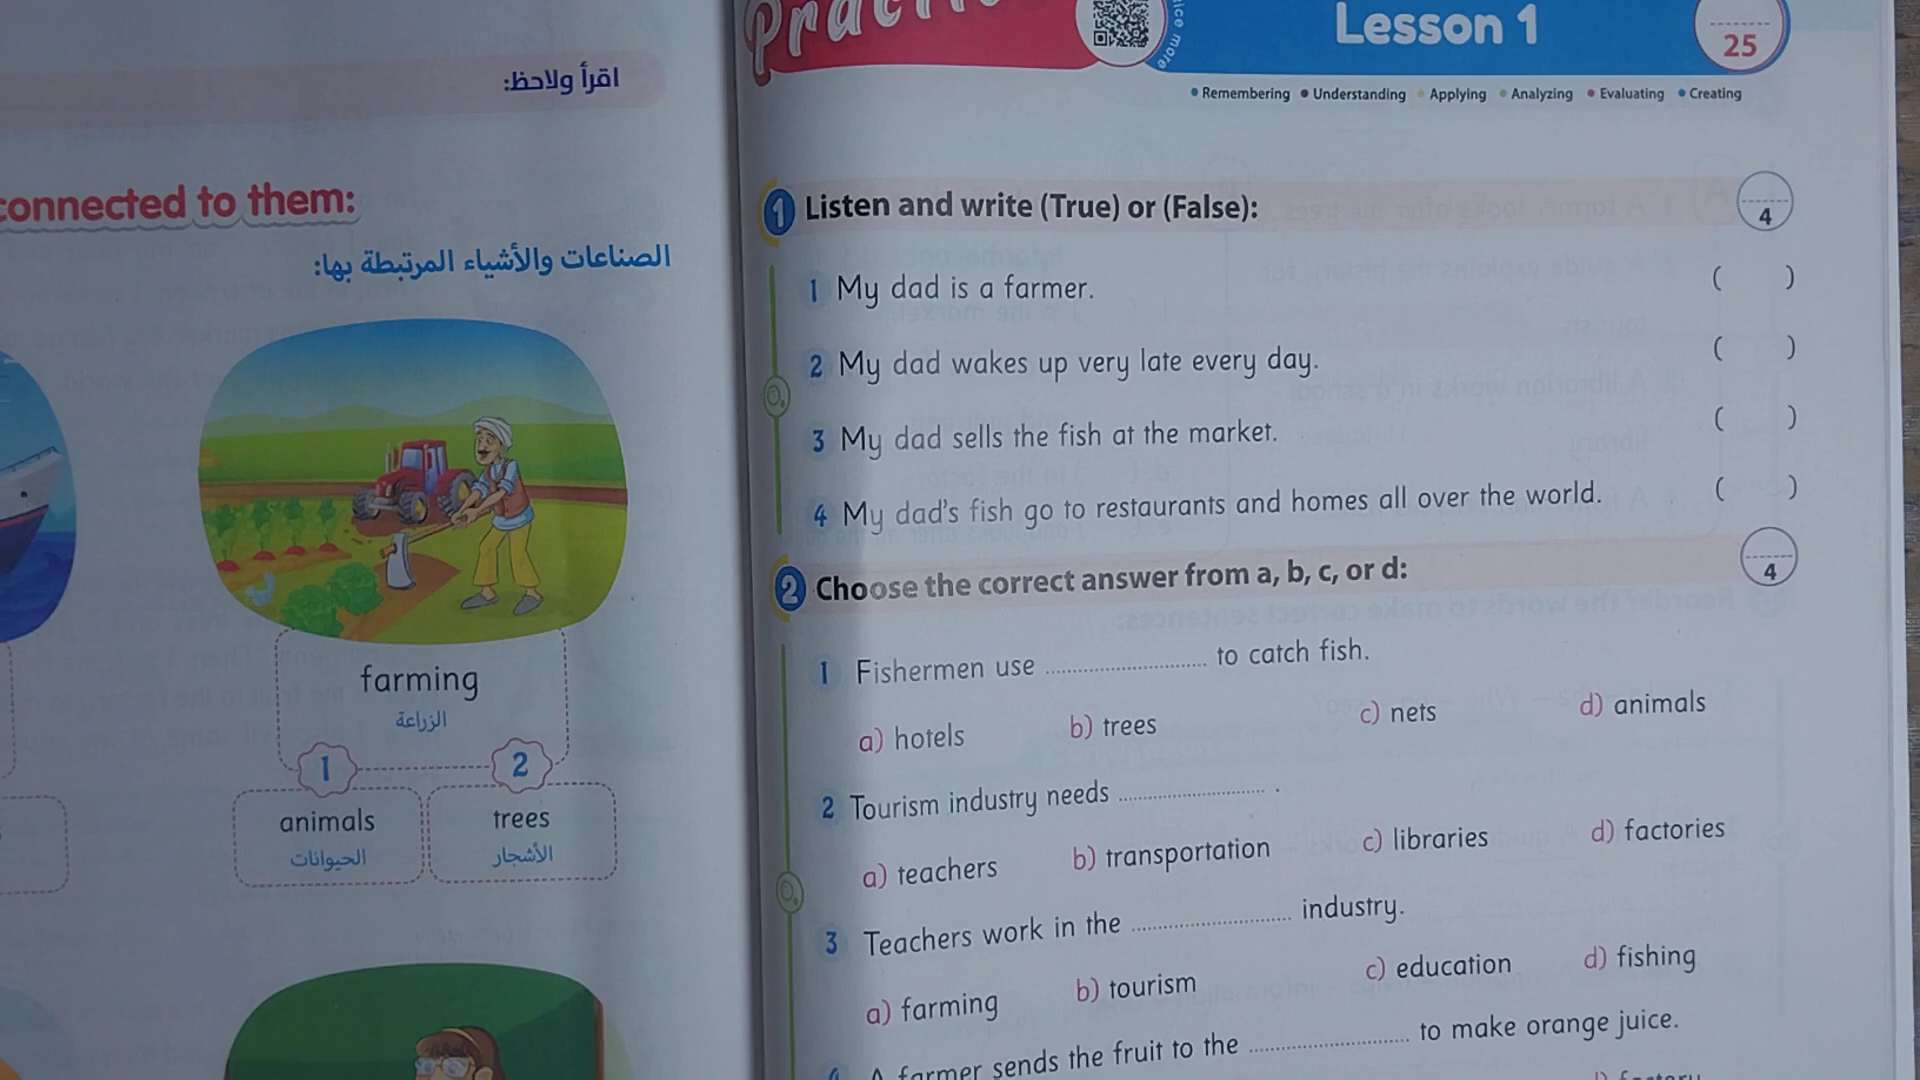 اقرأ ولاحظ:
connected to them:
الصناعات والأشياء المرتبطة بها:
farming
الزراعة
1
2
animals
الحيوانات
trees
الأشجار
Lesson 1
25
Remembering Understanding Applying Analyzing Evaluating Creating
1 Listen and write (True) or (False):
4
1 My dad is a farmer. ( )
2 My dad wakes up very late every day. ( )
3 My dad sells the fish at the market. ( )
4 My dad's fish go to restaurants and homes all over the world. ( )
2 Choose the correct answer from a, b, c, or d:
4
1 Fishermen use ........................ to catch fish.
a) hotels b) trees c) nets d) animals
2 Tourism industry needs ........................ .
a) teachers b) transportation c) libraries d) factories
3 Teachers work in the ........................ industry.
a) farming b) tourism c) education d) fishing
A farmer sends the fruit to the ........................ to make orange juice.